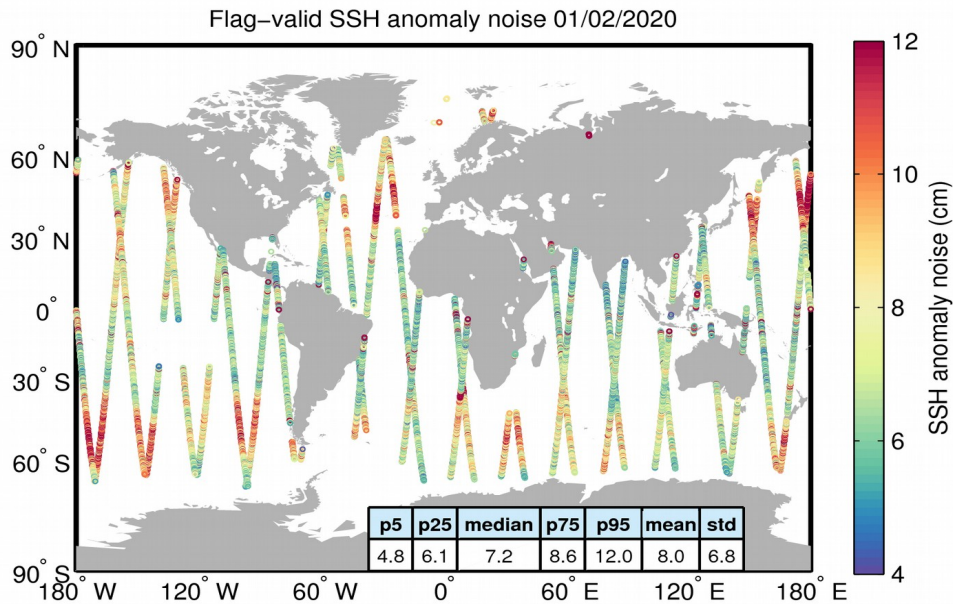 Flag−valid SSH anomaly noise 01/02/2020
90° N
60° N
30° N
0°
30° S
60° S
90° S
180° W
120° W
60° W
0°
60° E
120° E
180° E
p5 p25 median p75 p95 mean std
4.8 6.1 7.2 8.6 12.0 8.0 6.8
12
10
8
6
4
SSH anomaly noise (cm)